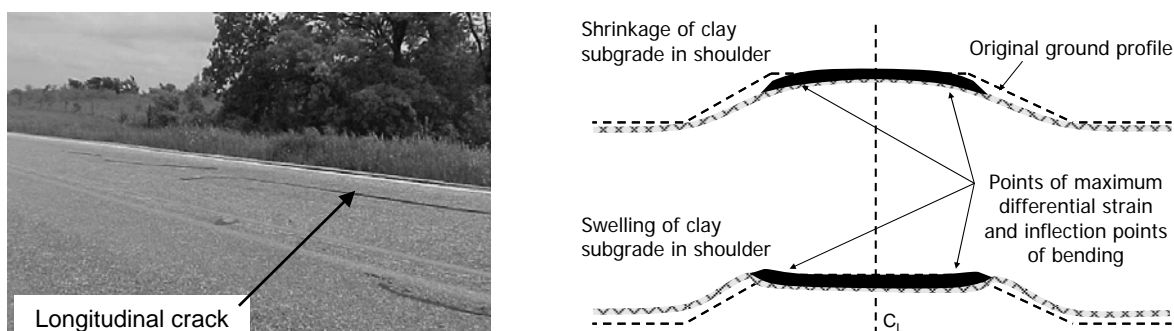 Longitudinal crack
Shrinkage of clay
subgrade in shoulder
Original ground profile
Points of maximum
differential strain
and inflection points
of bending
Swelling of clay
subgrade in shoulder
C